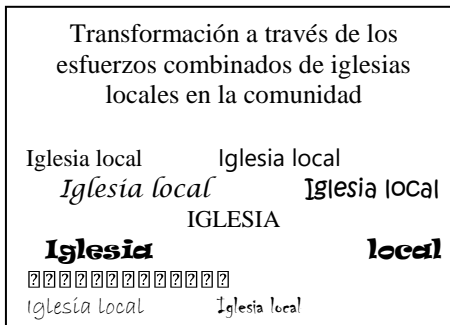 Transformación a través de los
esfuerzos combinados de iglesias
locales en la comunidad
Iglesia local Iglesia local
Iglesia local Iglesia local
IGLESIA
Iglesia local
Iglesia local Iglesia local